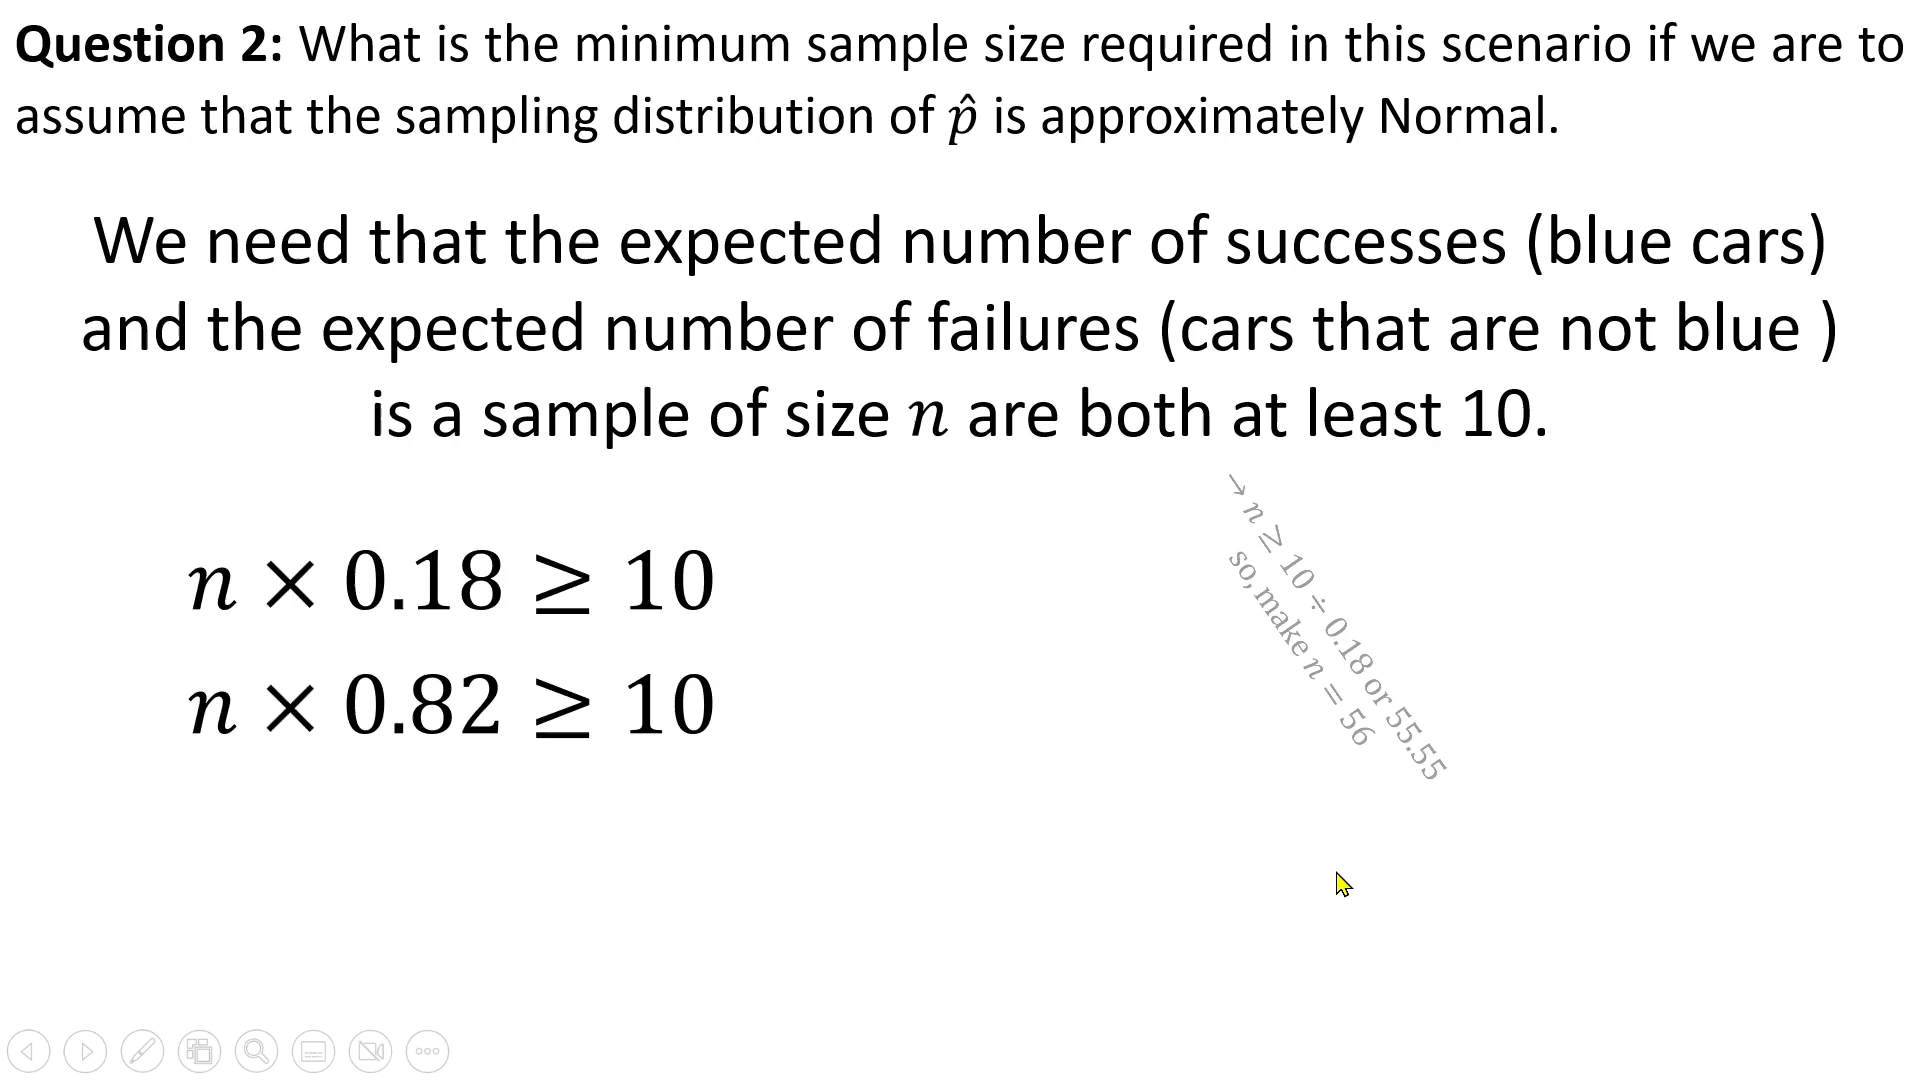 Question 2: What is the minimum sample size required in this scenario if we are to
assume that the sampling distribution of p̂ is approximately Normal.
We need that the expected number of successes (blue cars)
and the expected number of failures (cars that are not blue )
is a sample of size n are both at least 10.
n × 0.18 ≥ 10
n × 0.82 ≥ 10
→ n ≥ 10 ÷ 0.18 or 55.55
so, make n = 56